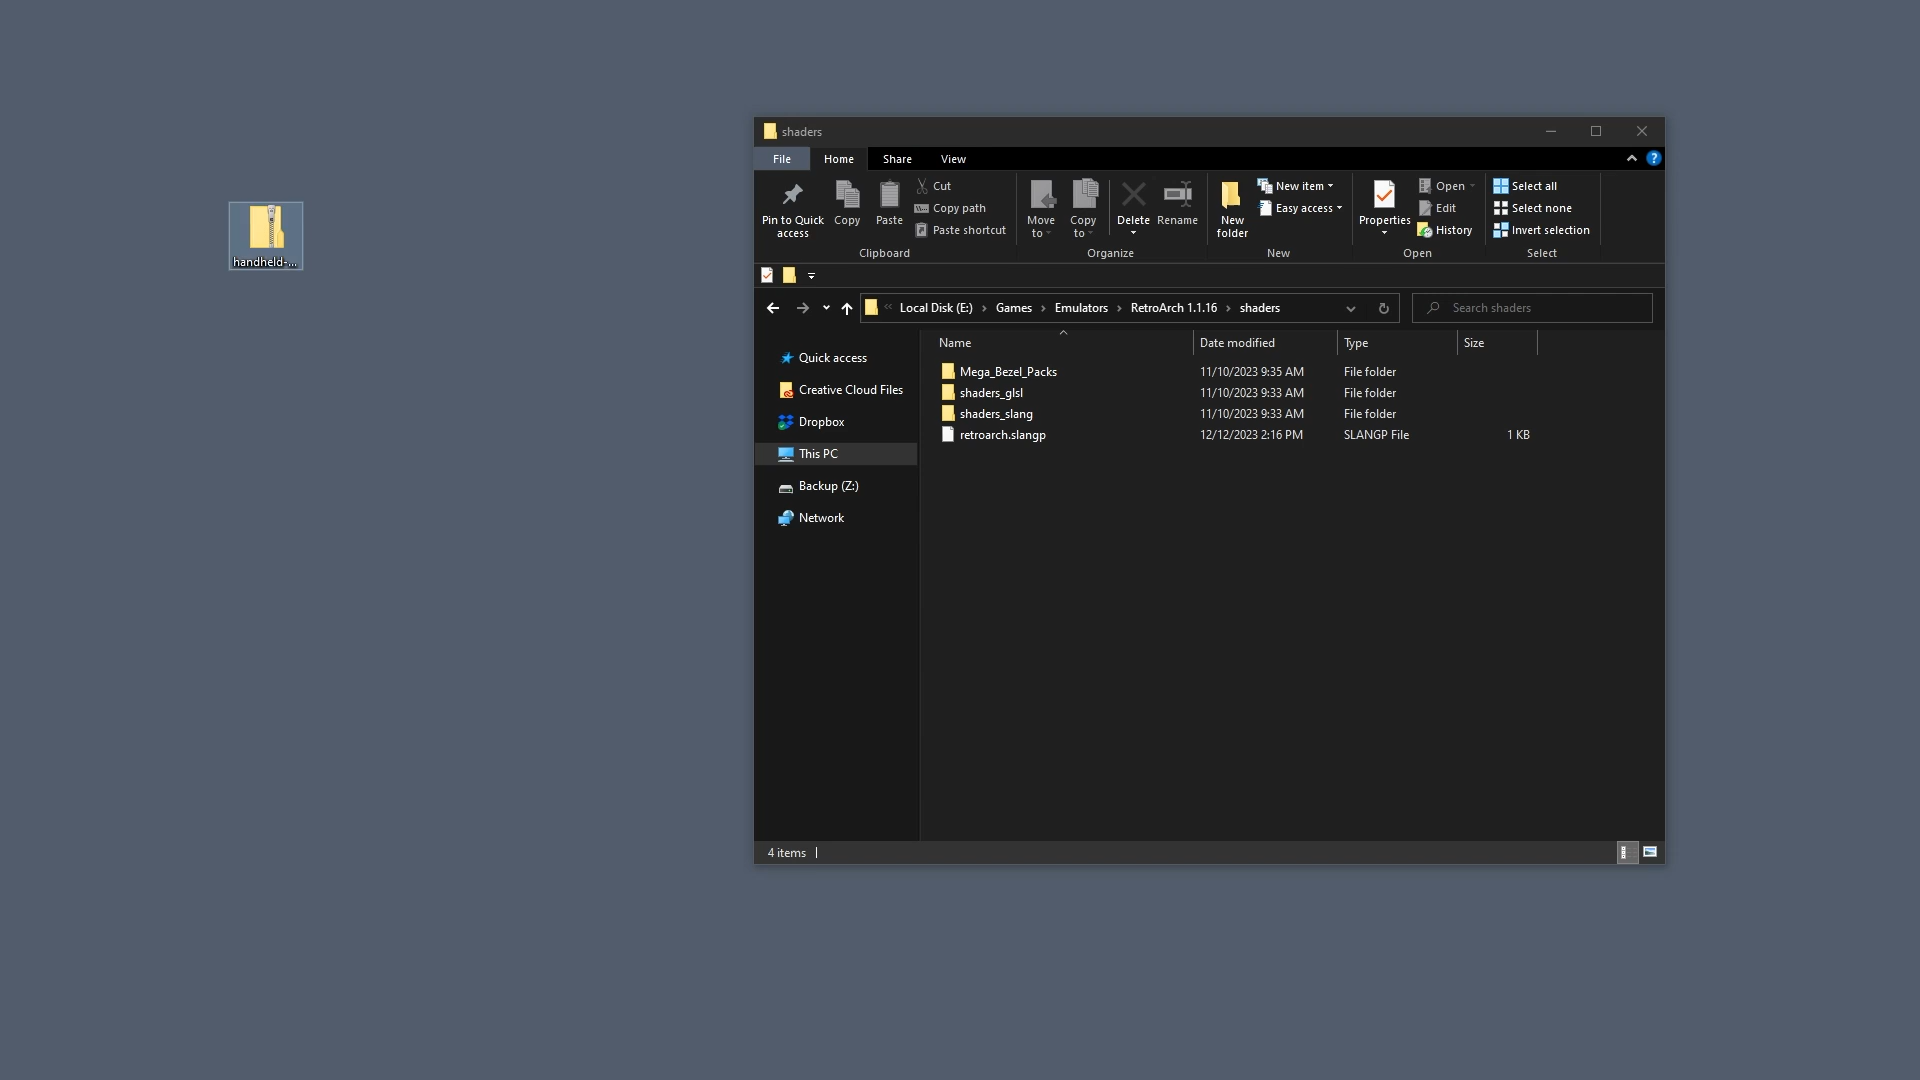 handheld-...
shaders
File Home Share View
Pin to Quick access
Copy
Paste
Cut
Copy path
Paste shortcut
Clipboard
Move to
Copy to
Delete
Rename
Organize
New folder
New item
Easy access
New
Properties
Open
Edit
History
Open
Select all
Select none
Invert selection
Select
« Local Disk (E:) › Games › Emulators › RetroArch 1.1.16 › shaders
Search shaders
Quick access
Creative Cloud Files
Dropbox
This PC
Backup (Z:)
Network
Name Date modified Type Size
Mega_Bezel_Packs 11/10/2023 9:35 AM File folder
shaders_glsl 11/10/2023 9:33 AM File folder
shaders_slang 11/10/2023 9:33 AM File folder
retroarch.slangp 12/12/2023 2:16 PM SLANGP File 1 KB
4 items